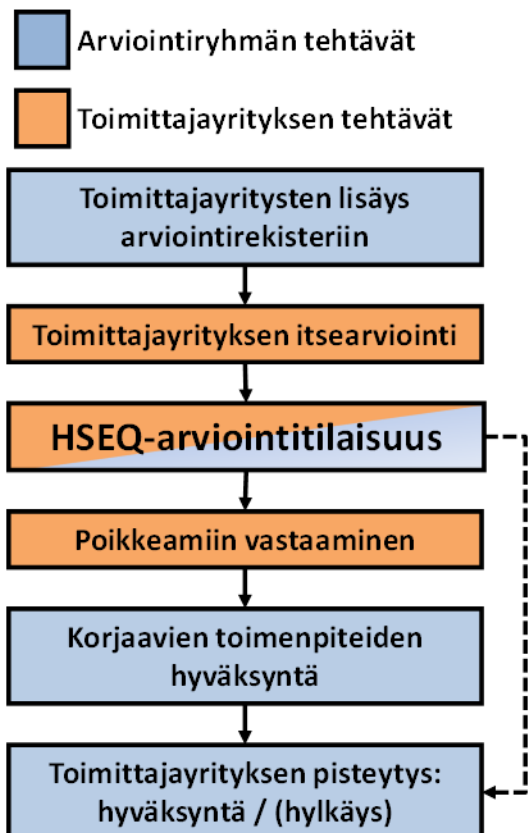 Arviointiryhmän tehtävät
Toimittajayrityksen tehtävät
Toimittajayritysten lisäys
arviointirekisteriin
Toimittajayrityksen itsearviointi
HSEQ-arviointitilaisuus
Poikkeamiin vastaaminen
Korjaavien toimenpiteiden
hyväksyntä
Toimittajayrityksen pisteytys:
hyväksyntä / (hylkäys)